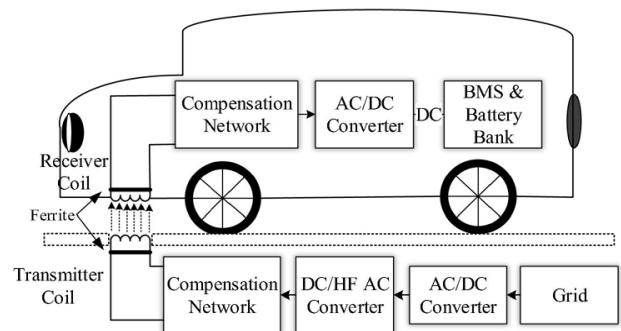 Compensation
Network
AC/DC
Converter
DC
BMS &
Battery
Bank
Receiver
Coil
Ferrite
Transmitter
Coil
Compensation
Network
DC/HF AC
Converter
AC/DC
Converter
Grid